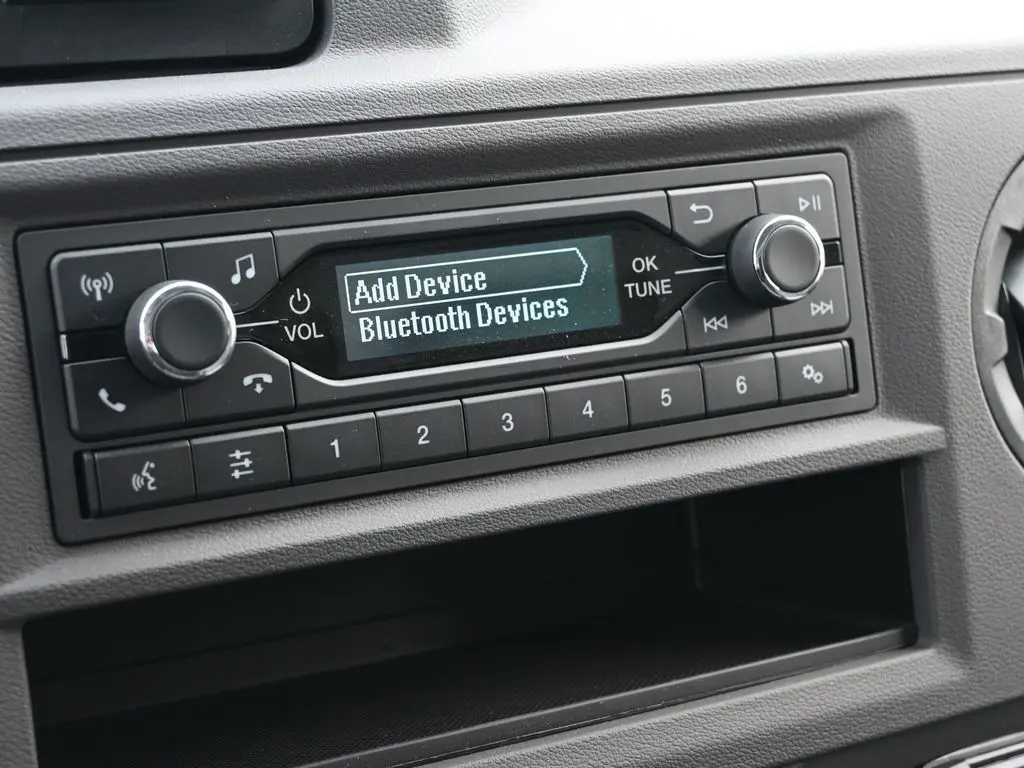 Add Device
Bluetooth Devices
VOL
OK
TUNE
1
2
3
4
5
6